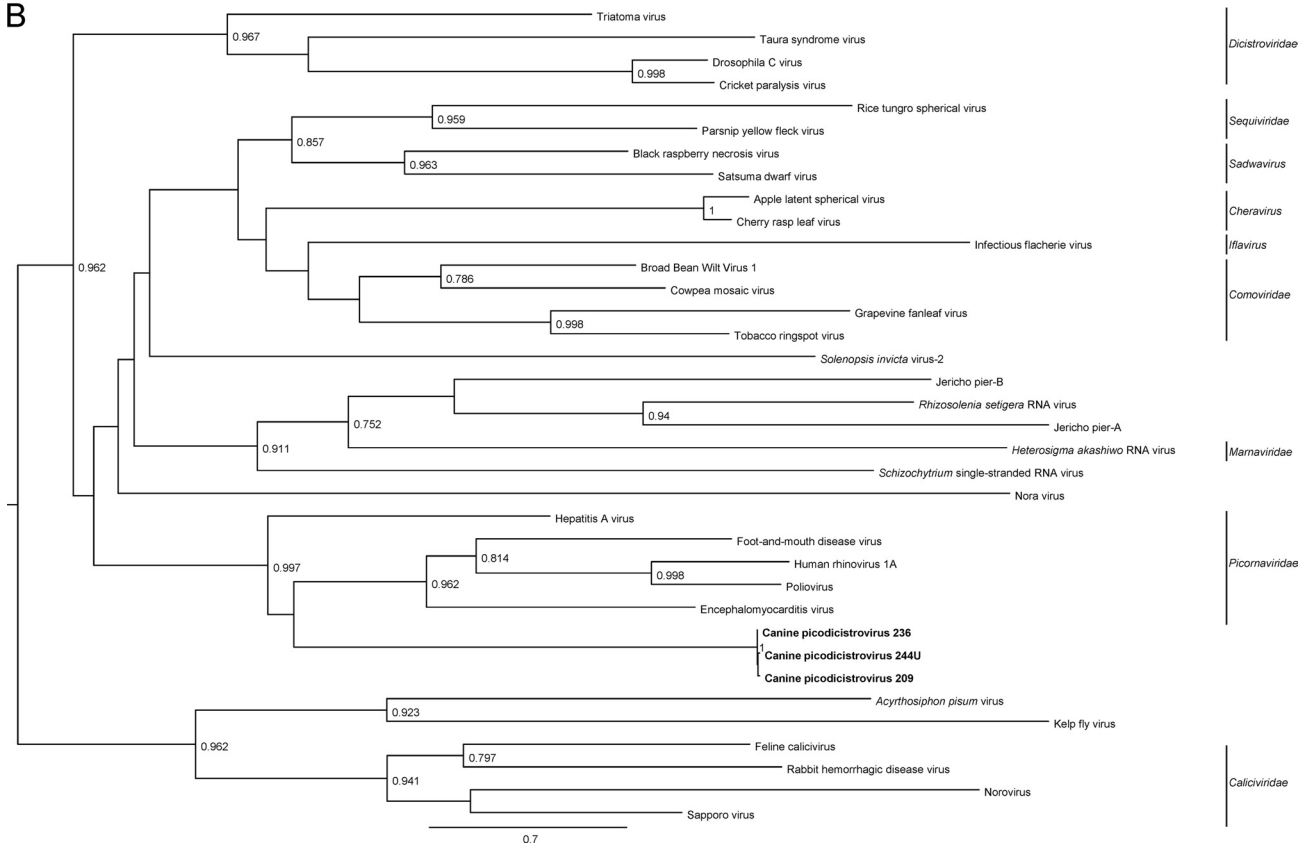 B
Triatoma virus
0.967
Taura syndrome virus
Dicistroviridae
Drosophila C virus
0.998
Cricket paralysis virus
Rice tungro spherical virus
0.959
Sequiviridae
Parsnip yellow fleck virus
0.857
Black raspberry necrosis virus
0.963
Sadwavirus
Satsuma dwarf virus
Apple latent spherical virus
1
Cheravirus
Cherry rasp leaf virus
Infectious flacherie virus
Iflavirus
0.962
Broad Bean Wilt Virus 1
0.786
Cowpea mosaic virus
Comoviridae
Grapevine fanleaf virus
0.998
Tobacco ringspot virus
Solenopsis invicta virus-2
Jericho pier-B
Rhizosolenia setigera RNA virus
0.94
0.752
Jericho pier-A
0.911
Heterosigma akashiwo RNA virus
Marnaviridae
Schizochytrium single-stranded RNA virus
Nora virus
Hepatitis A virus
Foot-and-mouth disease virus
0.814
0.997
Human rhinovirus 1A
Picornaviridae
0.998
0.962
Poliovirus
Encephalomyocarditis virus
Canine picodicistrovirus 236
1
Canine picodicistrovirus 244U
Canine picodicistrovirus 209
Acyrthosiphon pisum virus
0.923
Kelp fly virus
0.962
Feline calicivirus
0.797
Rabbit hemorrhagic disease virus
0.941
Caliciviridae
Norovirus
Sapporo virus
0.7